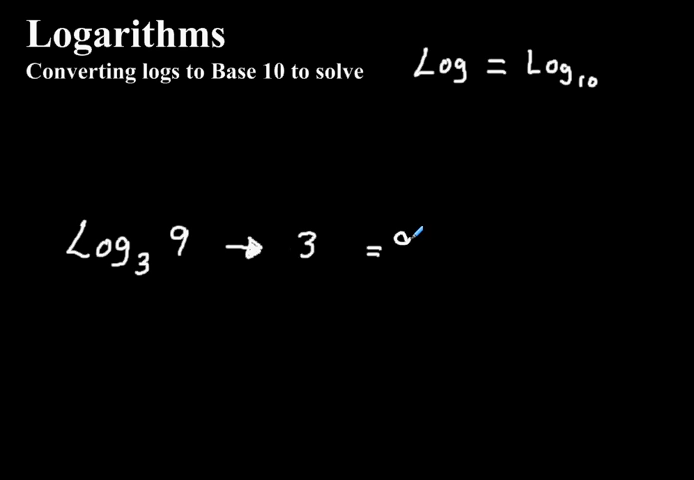 Logarithms
Converting logs to Base 10 to solve
Log = Log₁₀
Log₃ 9 → 3 =